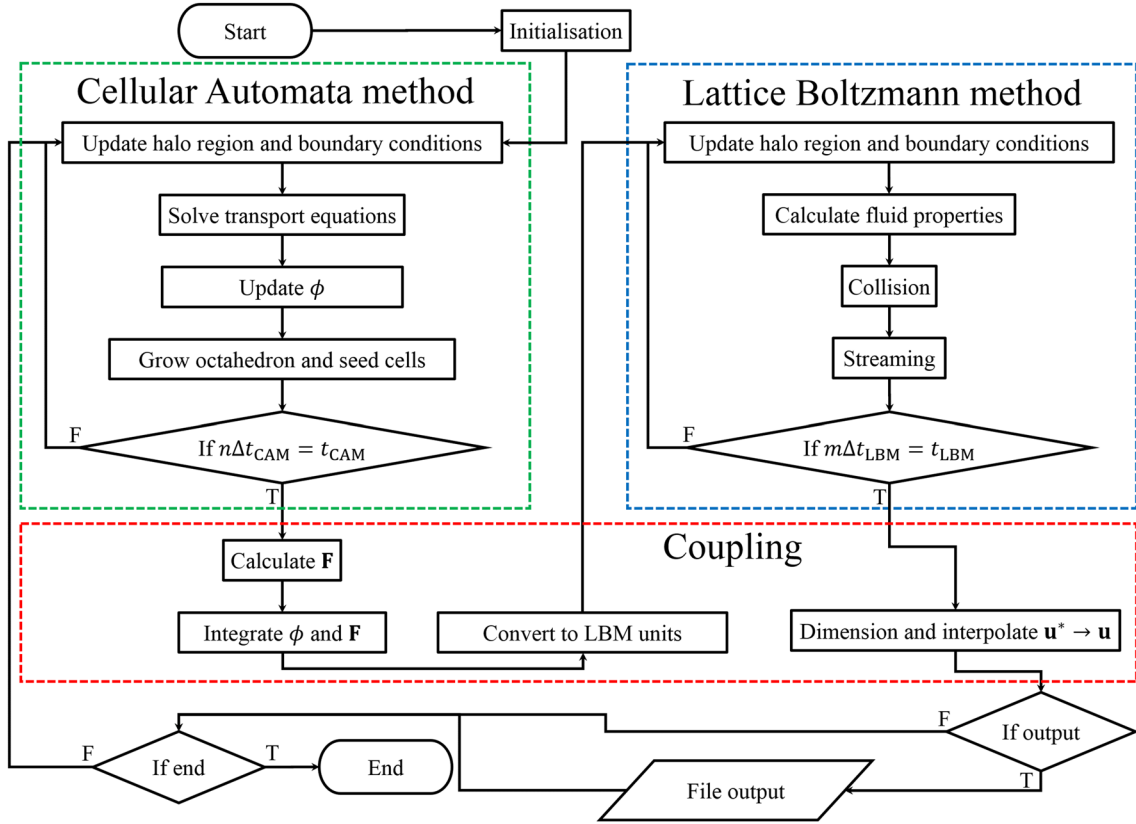 Start
Initialisation
Cellular Automata method
Update halo region and boundary conditions
Solve transport equations
Update ϕ
Grow octahedron and seed cells
If nΔt_CAM = t_CAM
F
T
Lattice Boltzmann method
Update halo region and boundary conditions
Calculate fluid properties
Collision
Streaming
If mΔt_LBM = t_LBM
F
T
Coupling
Calculate F
Integrate ϕ and F
Convert to LBM units
Dimension and interpolate u* → u
If output
F
T
File output
If end
F
T
End